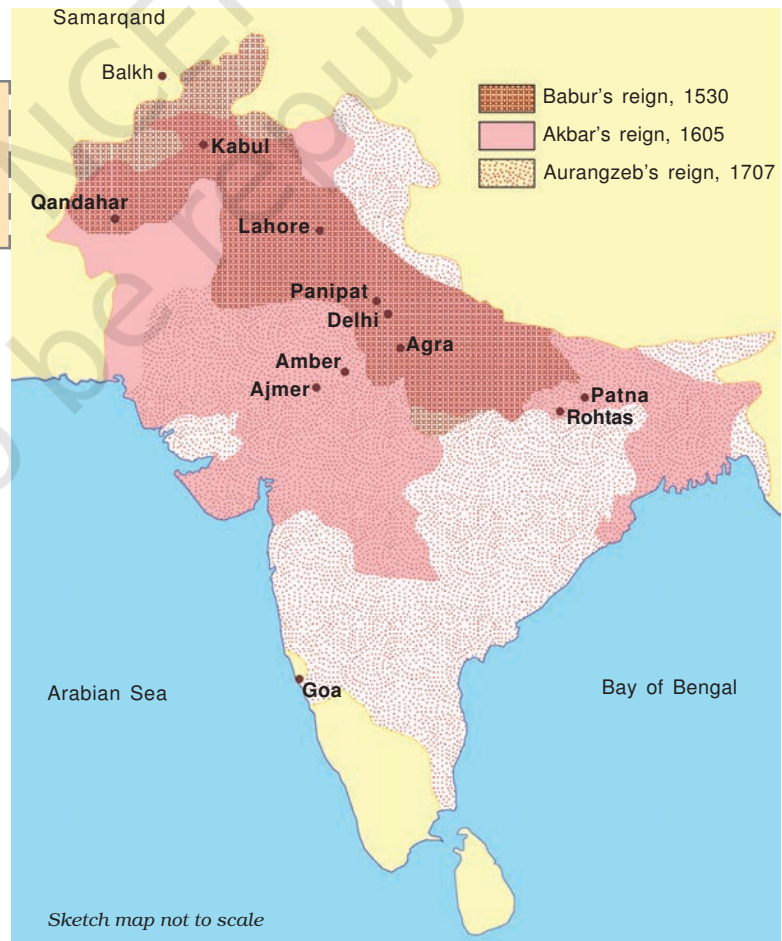 Samarqand
Balkh
Babur's reign, 1530
Akbar's reign, 1605
Aurangzeb's reign, 1707
Kabul
Qandahar
Lahore
Panipat
Delhi
Agra
Amber
Ajmer
Patna
Rohtas
Goa
Arabian Sea
Bay of Bengal
Sketch map not to scale